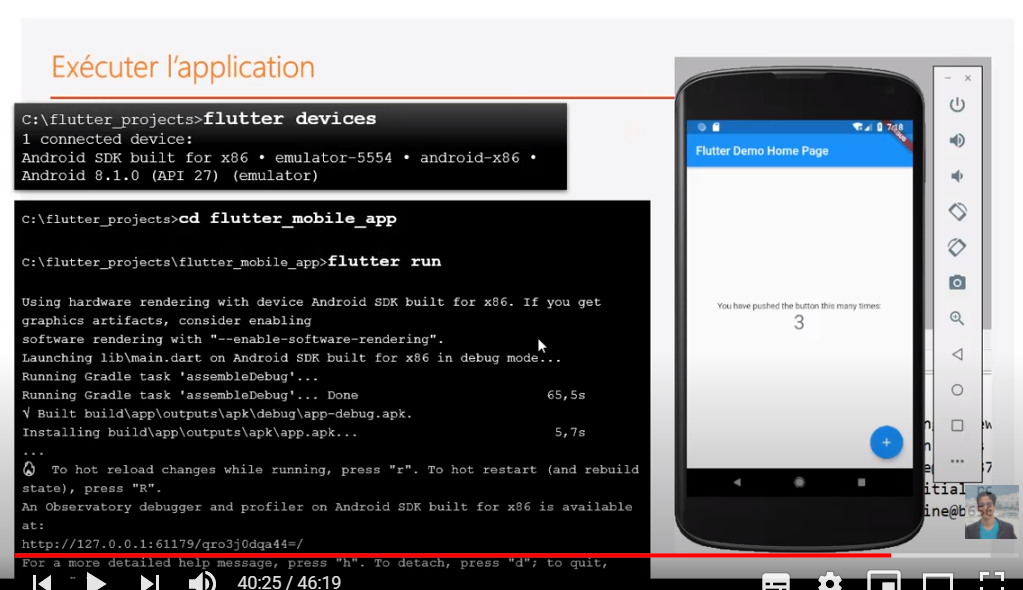 Exécuter l'application
C:\flutter_projects>flutter devices
1 connected device:
Android SDK built for x86 • emulator-5554 • android-x86 •
Android 8.1.0 (API 27) (emulator)
C:\flutter_projects>cd flutter_mobile_app
C:\flutter_projects\flutter_mobile_app>flutter run
Using hardware rendering with device Android SDK built for x86. If you get
graphics artifacts, consider enabling
software rendering with "--enable-software-rendering".
Launching lib\main.dart on Android SDK built for x86 in debug mode...
Running Gradle task 'assembleDebug'...
Running Gradle task 'assembleDebug'... Done 65,5s
√ Built build\app\outputs\apk\debug\app-debug.apk.
Installing build\app\outputs\apk\app.apk... 5,7s
...
To hot reload changes while running, press "r". To hot restart (and rebuild
state), press "R".
An Observatory debugger and profiler on Android SDK built for x86 is available
at:
http://127.0.0.1:61179/qro3j0dqa44=/
For a more detailed help message, press "h". To detach, press "d"; to quit,
7:18
Flutter Demo Home Page
You have pushed the button this many times:
3
40:25 / 46:19